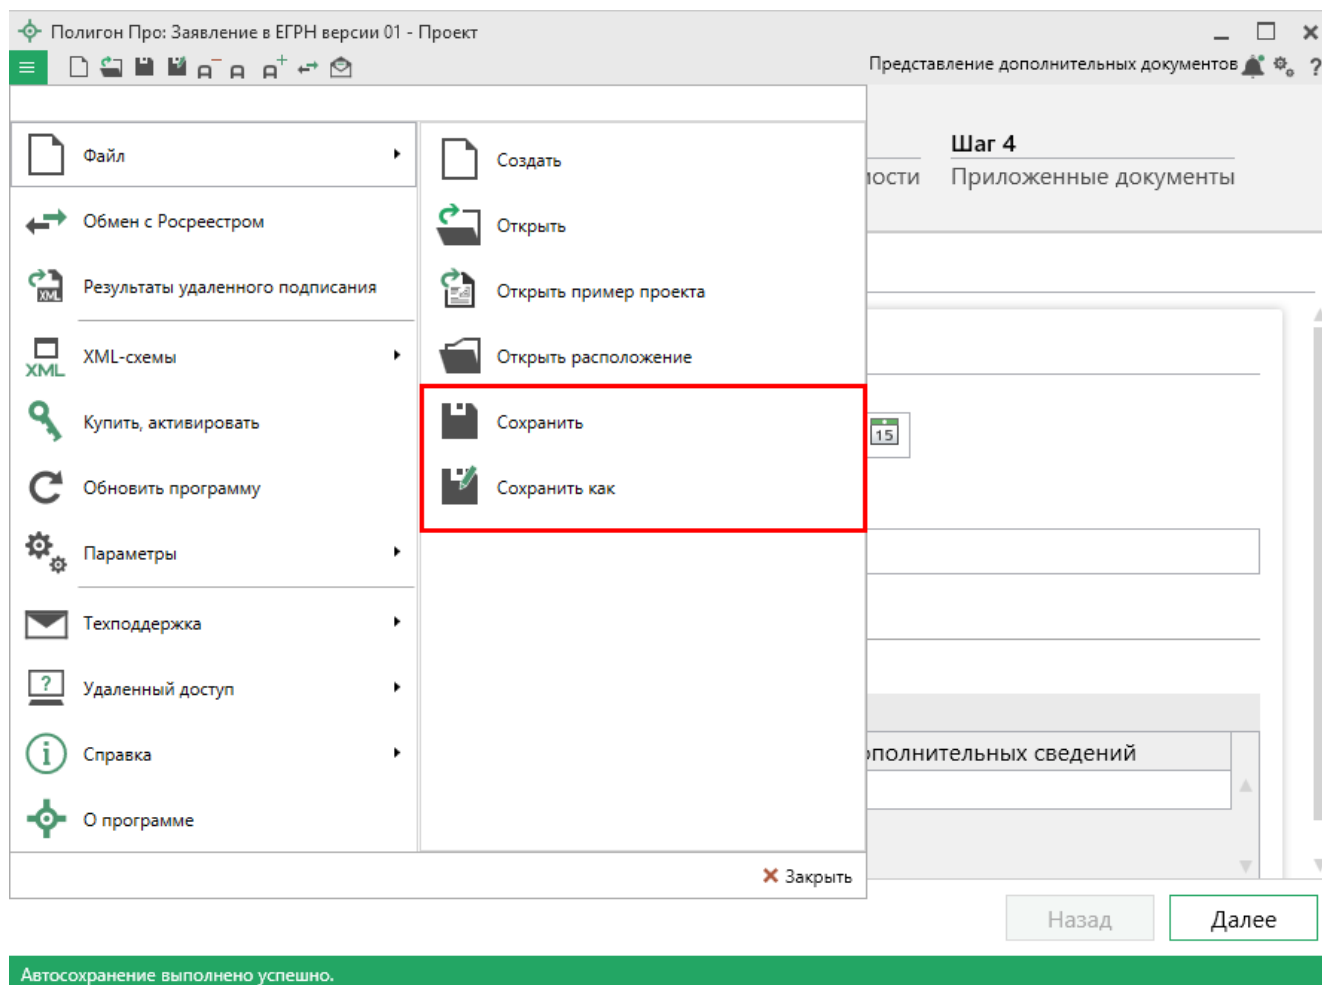 Полигон Про: Заявление в ЕГРН версии 01 - Проект
Представление дополнительных документов
Файл
Обмен с Росреестром
Результаты удаленного подписания
XML-схемы
Купить, активировать
Обновить программу
Параметры
Техподдержка
Удаленный доступ
Справка
О программе
Создать
Открыть
Открыть пример проекта
Открыть расположение
Сохранить
Сохранить как
Закрыть
Шаг 4
Приложенные документы
15
сведений
Назад
Далее
Автосохранение выполнено успешно.